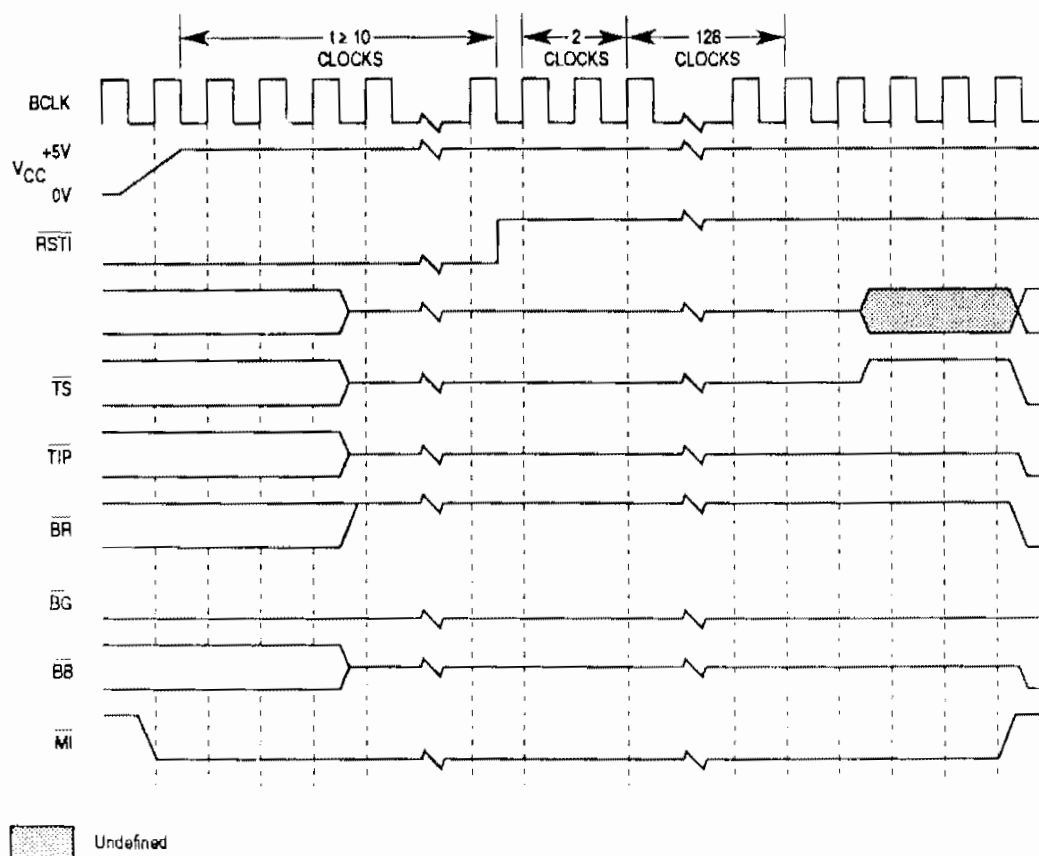 t ≥ 10 CLOCKS
2 CLOCKS
128 CLOCKS
BCLK
+5V
VCC
0V
RSTI
TS
TIP
BR
BG
BB
MI
Undefined